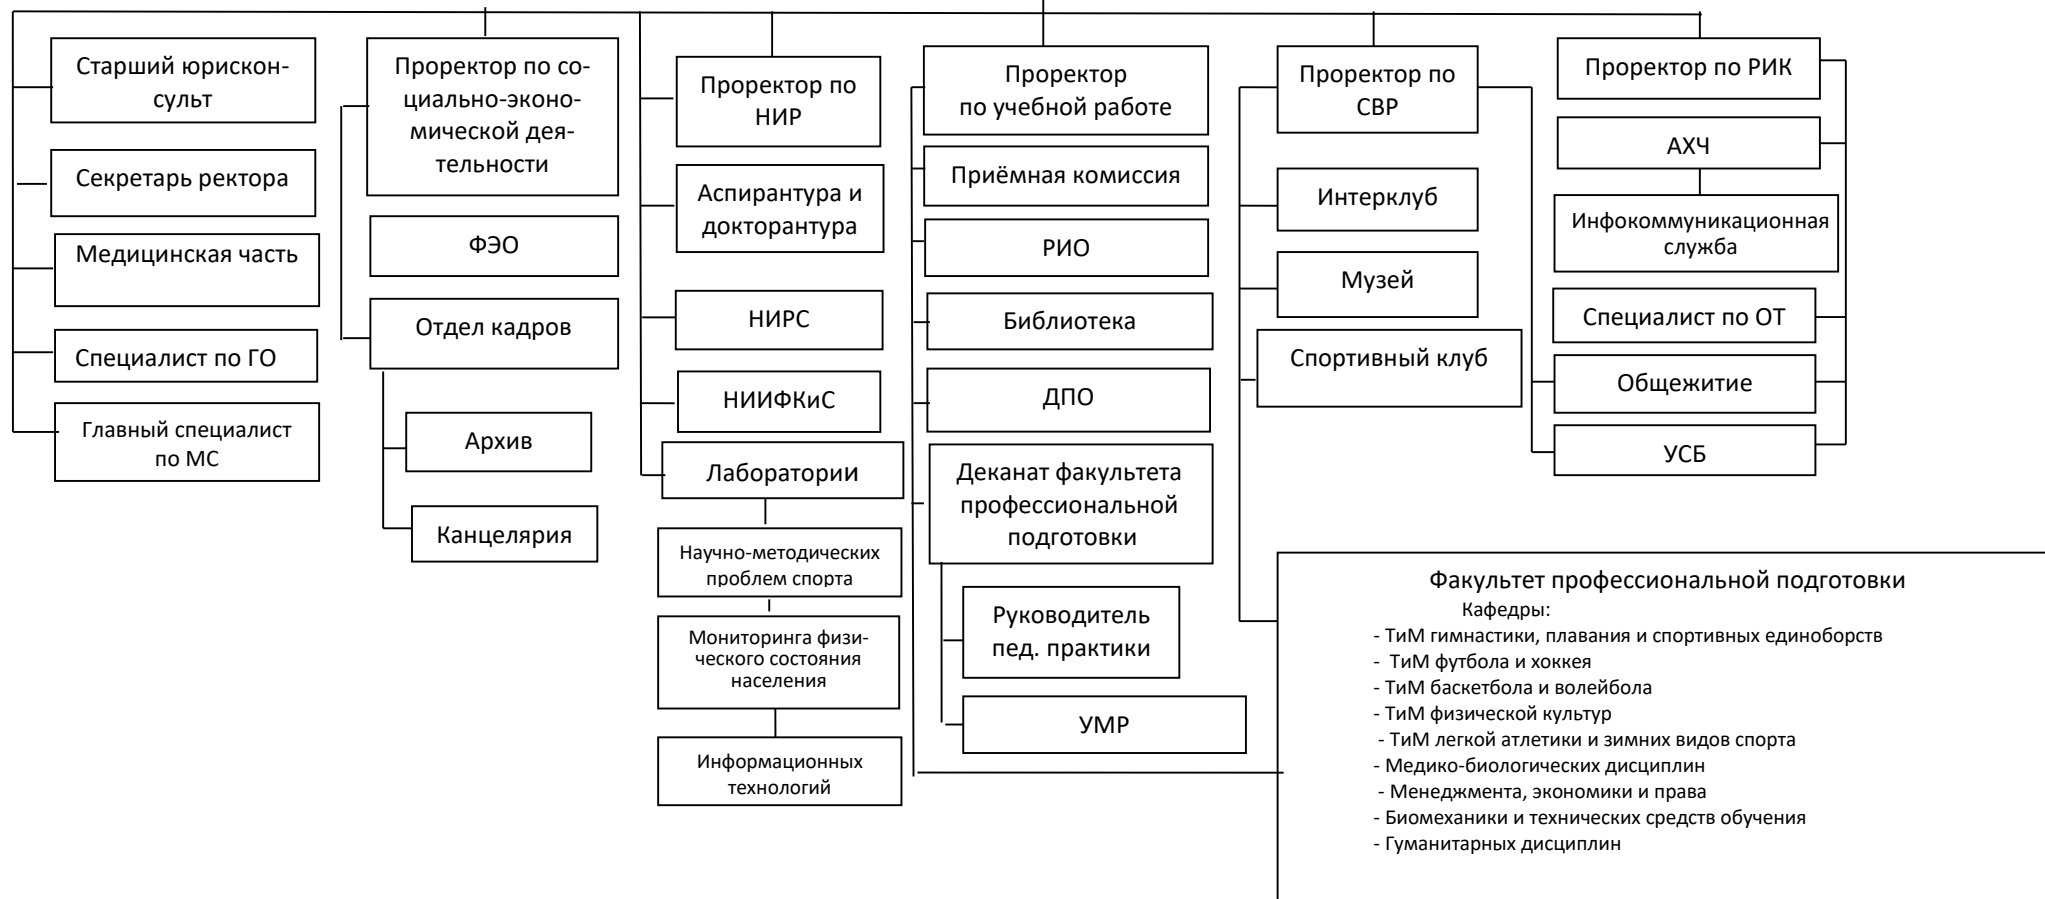 Старший юрискон-
сульт
Секретарь ректора
Медицинская часть
Специалист по ГО
Главный специалист
по МС
Проректор по со-
циально-эконо-
мической дея-
тельности
ФЭО
Отдел кадров
Архив
Канцелярия
Проректор по
НИР
Аспирантура и
докторантура
НИРС
НИИФКиС
Лаборатории
Научно-методических
проблем спорта
Мониторинга физи-
ческого состояния
населения
Информационных
технологий
Проректор
по учебной работе
Приёмная комиссия
РИО
Библиотека
ДПО
Деканат факультета
профессиональной
подготовки
Руководитель
пед. практики
УМР
Проректор по
СВР
Интерклуб
Музей
Спортивный клуб
Проректор по РИК
АХЧ
Инфокоммуникационная
служба
Специалист по ОТ
Общежитие
УСБ
Факультет профессиональной подготовки
Кафедры:
- ТиМ гимнастики, плавания и спортивных единоборств
- ТиМ футбола и хоккея
- ТиМ баскетбола и волейбола
- ТиМ физической культур
- ТиМ легкой атлетики и зимних видов спорта
- Медико-биологических дисциплин
- Менеджмента, экономики и права
- Биомеханики и технических средств обучения
- Гуманитарных дисциплин